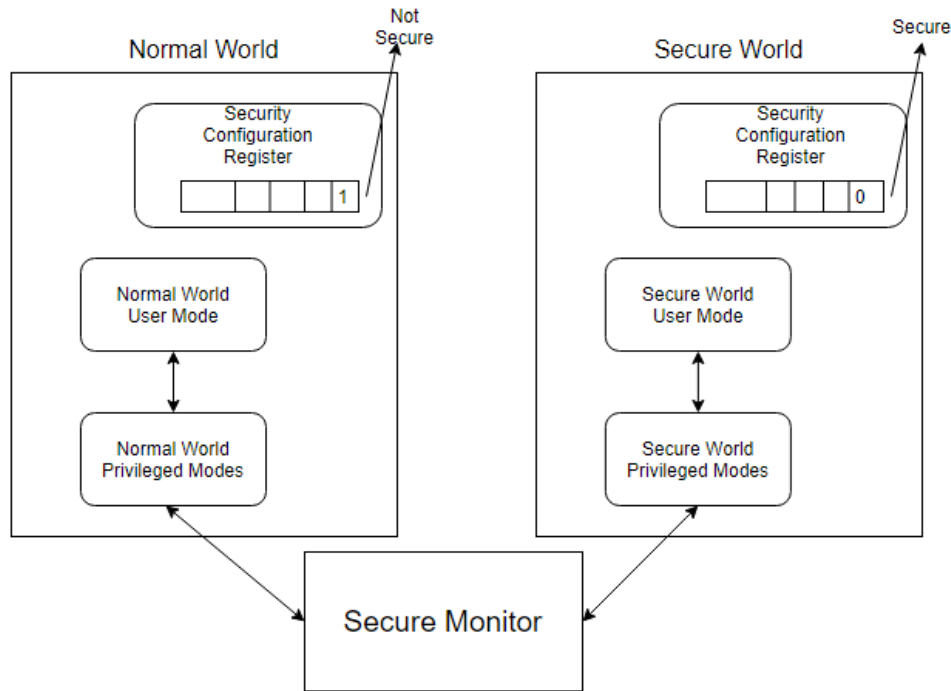 Not
Secure
Normal World
Security
Configuration
Register
1
Normal World
User Mode
Normal World
Privileged Modes
Secure
Secure World
Security
Configuration
Register
0
Secure World
User Mode
Secure World
Privileged Modes
Secure Monitor